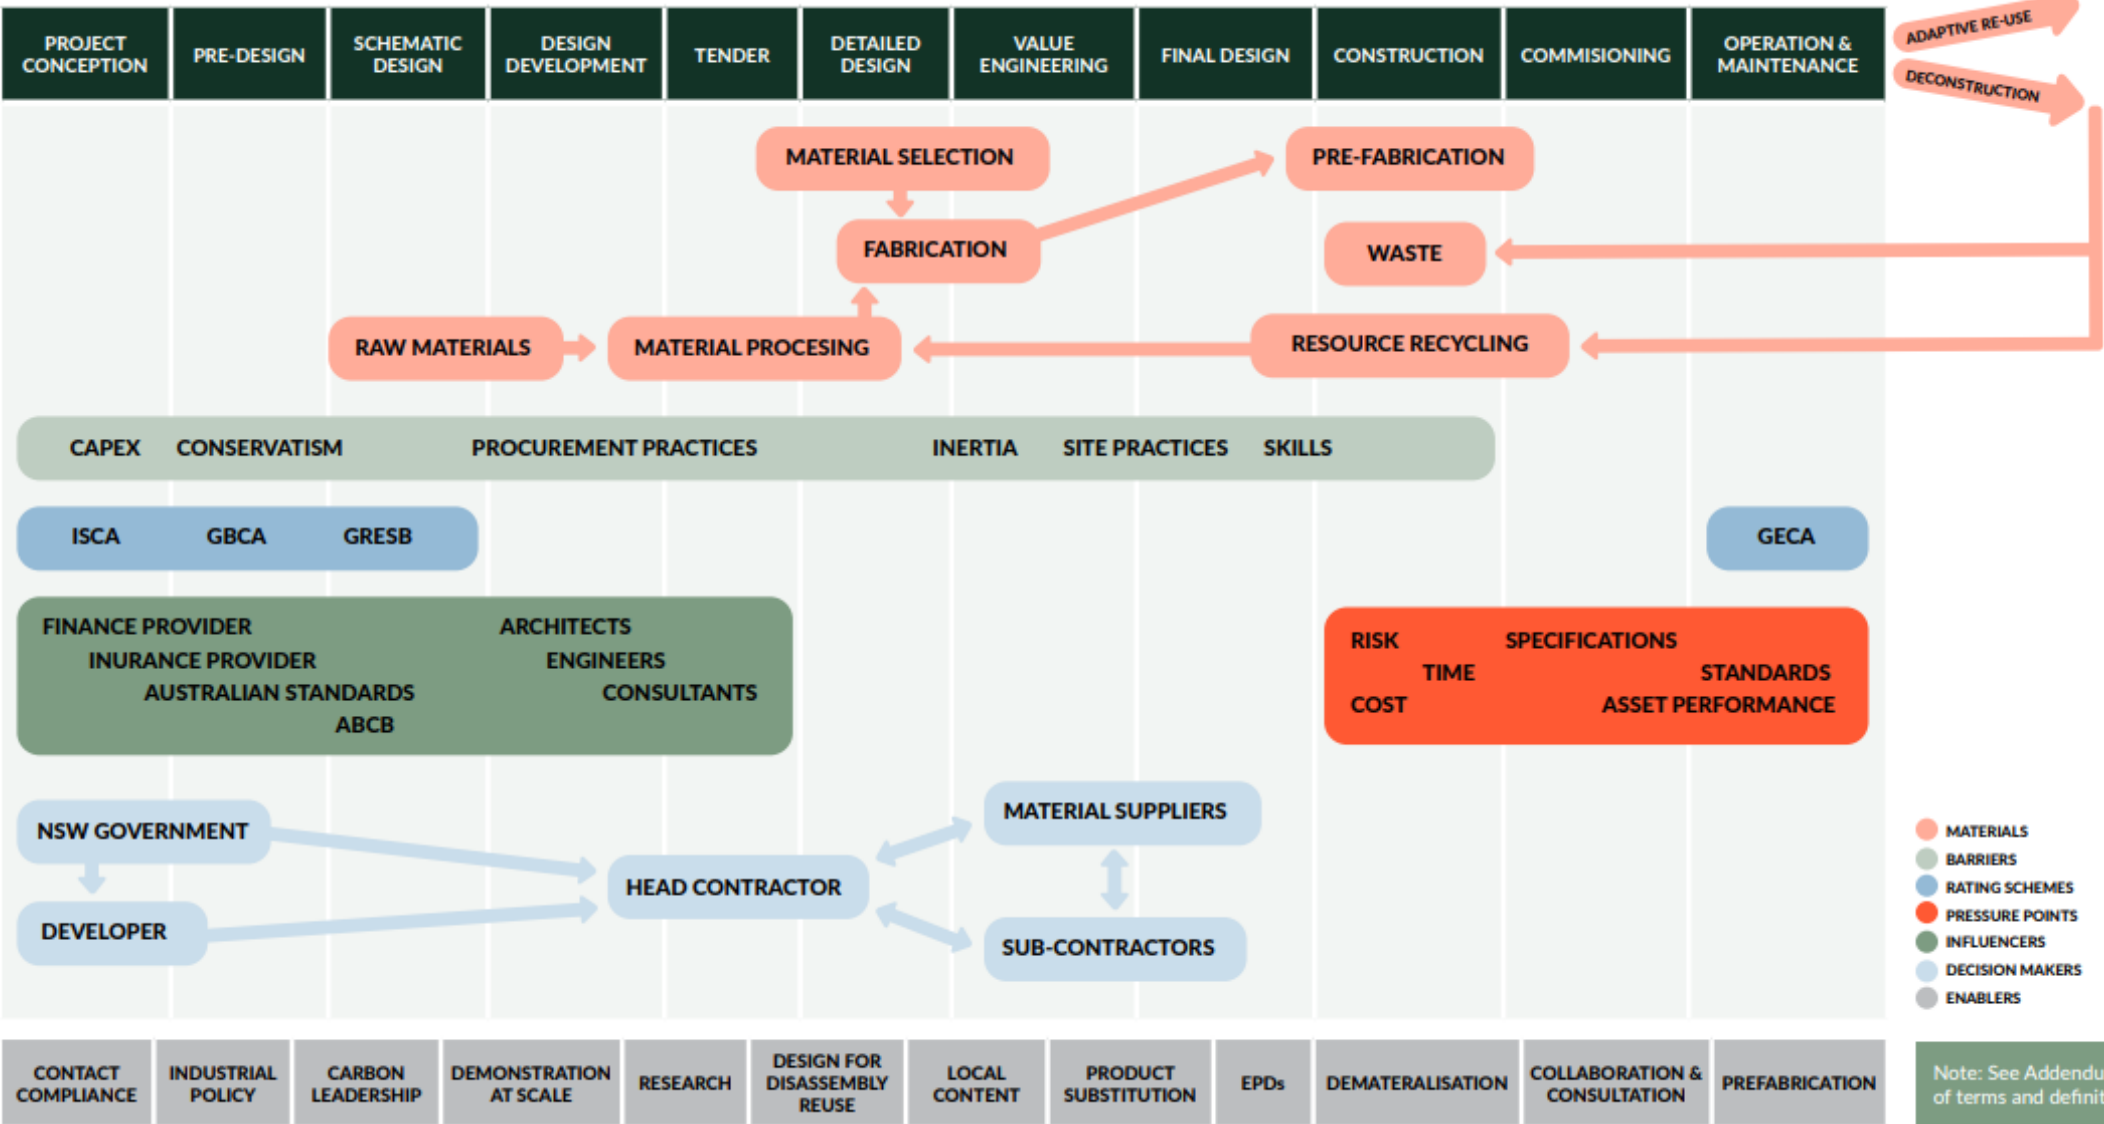 PROJECT
CONCEPTION
PRE-DESIGN
SCHEMATIC
DESIGN
DESIGN
DEVELOPMENT
TENDER
DETAILED
DESIGN
VALUE
ENGINEERING
FINAL DESIGN
CONSTRUCTION
COMMISIONING
OPERATION &
MAINTENANCE
ADAPTIVE RE-USE
DECONSTRUCTION
MATERIAL SELECTION
PRE-FABRICATION
FABRICATION
WASTE
RAW MATERIALS
MATERIAL PROCESING
RESOURCE RECYCLING
CAPEX CONSERVATISM PROCUREMENT PRACTICES INERTIA SITE PRACTICES SKILLS
ISCA GBCA GRESB GECA
FINANCE PROVIDER
INURANCE PROVIDER
AUSTRALIAN STANDARDS
ABCB
ARCHITECTS
ENGINEERS
CONSULTANTS
RISK SPECIFICATIONS
TIME STANDARDS
COST ASSET PERFORMANCE
NSW GOVERNMENT
DEVELOPER
HEAD CONTRACTOR
MATERIAL SUPPLIERS
SUB-CONTRACTORS
MATERIALS
BARRIERS
RATING SCHEMES
PRESSURE POINTS
INFLUENCERS
DECISION MAKERS
ENABLERS
CONTACT
COMPLIANCE
INDUSTRIAL
POLICY
CARBON
LEADERSHIP
DEMONSTRATION
AT SCALE
RESEARCH
DESIGN FOR
DISASSEMBLY
REUSE
LOCAL
CONTENT
PRODUCT
SUBSTITUTION
EPDs
DEMATERALISATION
COLLABORATION &
CONSULTATION
PREFABRICATION
Note: See Addendu
of terms and definit